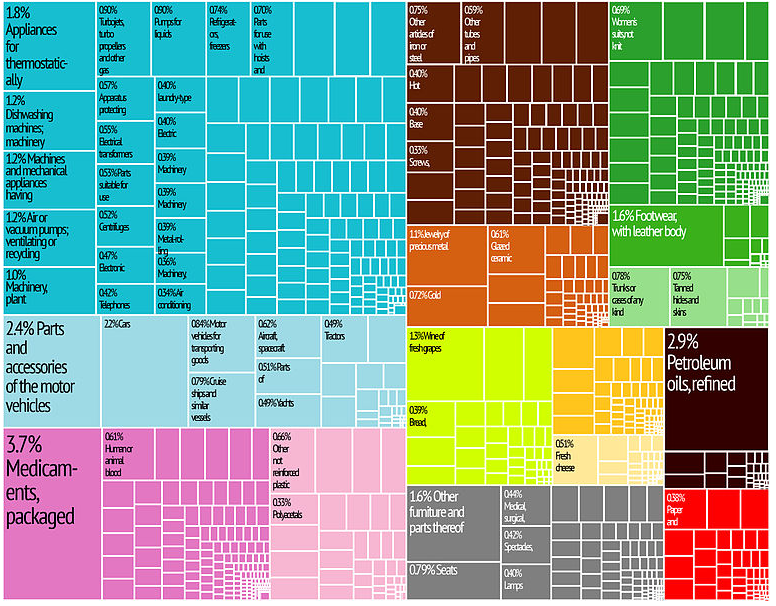 1.8%
Appliances
for
thermostatic-
ally
1.2%
Dishwashing
machines;
machinery
1.2% Machines
and mechanical
appliances
having
1.2% Air or
vacuum pumps;
ventilating or
recycling
1.0%
Machinery,
plant
0.90%
Turbojets,
turbo
propellers
and other
gas
0.90%
Pumps for
liquids
0.74%
Refrigerat-
ors,
freezers
0.70%
Parts
for use
with
hoists
and
0.57%
Apparatus
protecting
0.55%
Electrical
transformers
0.53% Parts
suitable for
use
0.52%
Centrifuges
0.47%
Electronic
0.42%
Telephones
0.40%
laundry-type
0.40%
Electric
0.39%
Machinery
0.39%
Machinery
0.39%
Metal-rol-
ling
0.36%
Machinery,
0.34% Air
conditioning
2.4% Parts
and
accessories
of the motor
vehicles
2.2% Cars
0.84% Motor
vehicles for
transporting
goods
0.79% Cruise
ships and
similar
vessels
0.62%
Aircraft,
spacecraft
0.51% Parts
of
0.49% Yachts
0.49%
Tractors
3.7%
Medicam-
ents,
packaged
0.61%
Human or
animal
blood
0.66%
Other
not
reinforced
plastic
0.33%
Polyacetals
0.75%
Other
articles of
iron or
steel
0.59%
Other
tubes
and
pipes
0.40%
Hot
0.40%
Base
0.33%
Screws,
1.1% Jewelry of
precious metal
0.72% Gold
0.61%
Glazed
ceramic
0.69%
Women's
suits, not
knit
1.6% Footwear,
with leather body
0.78%
Trunks or
cases of any
kind
0.75%
Tanned
hides and
skins
1.3% Wine of
fresh grapes
0.39%
Bread,
0.51%
Fresh
cheese
2.9%
Petroleum
oils, refined
1.6% Other
furniture and
parts thereof
0.79% Seats
0.44%
Medical,
surgical,
0.42%
Spectacles,
0.40%
Lamps
0.38%
Paper
and